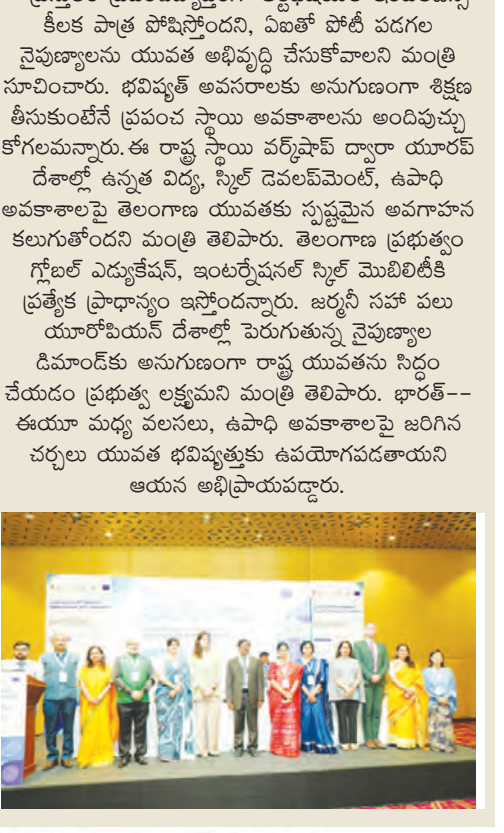 కీలక పాత్ర పోషిస్తోందని, ఏఐతో పోటీ పడగల
నైపుణ్యాలను యువత అభివృద్ధి చేసుకోవాలని మంత్రి
సూచించారు. భవిష్యత్ అవసరాలకు అనుగుణంగా శిక్షణ
తీసుకుంటేనే ప్రపంచ స్థాయి అవకాశాలను అందిపుచ్చు
కోగలమన్నారు.ఈ రాష్ట్ర స్థాయి వర్క్‌షాప్ ద్వారా యూరప్
దేశాల్లో ఉన్నత విద్య, స్కిల్ డెవలప్‌మెంట్, ఉపాధి
అవకాశాలపై తెలంగాణ యువతకు స్పష్టమైన అవగాహన
కలుగుతోందని మంత్రి తెలిపారు. తెలంగాణ ప్రభుత్వం
గ్లోబల్ ఎడ్యుకేషన్, ఇంటర్నేషనల్ స్కిల్ మొబిలిటీకి
ప్రత్యేక ప్రాధాన్యం ఇస్తోందన్నారు. జర్మనీ సహా పలు
యూరోపియన్ దేశాల్లో పెరుగుతున్న నైపుణ్యాల
డిమాండ్‌కు అనుగుణంగా రాష్ట్ర యువతను సిద్ధం
చేయడం ప్రభుత్వ లక్ష్యమని మంత్రి తెలిపారు. భారత్--
ఈయూ మధ్య వలసలు, ఉపాధి అవకాశాలపై జరిగిన
చర్చలు యువత భవిష్యత్తుకు ఉపయోగపడతాయని
ఆయన అభిప్రాయపడ్డారు.